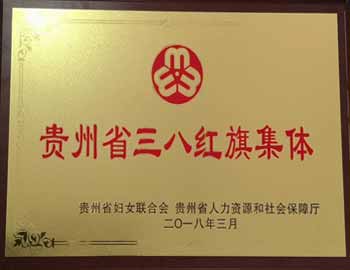 贵州省三八红旗集体
贵州省妇女联合会 贵州省人力资源和社会保障厅
二〇一八年三月